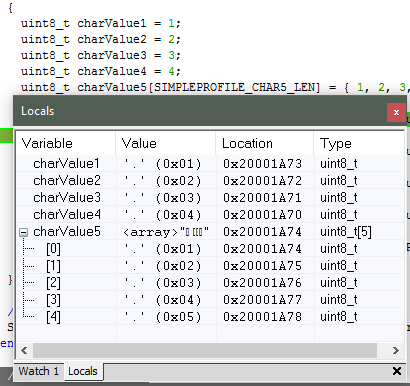 {
uint8_t charValue1 = 1;
uint8_t charValue2 = 2;
uint8_t charValue3 = 3;
uint8_t charValue4 = 4;
uint8_t charValue5[SIMPLEPROFILE_CHAR5_LEN] = { 1, 2, 3,
Locals x
Variable Value Location Type
charValue1 '.' (0x01) 0x20001A73 uint8_t
charValue2 '.' (0x02) 0x20001A72 uint8_t
charValue3 '.' (0x03) 0x20001A71 uint8_t
charValue4 '.' (0x04) 0x20001A70 uint8_t
charValue5 <array>"▯▯▯▯" 0x20001A74 uint8_t[5]
[0] '.' (0x01) 0x20001A74 uint8_t
[1] '.' (0x02) 0x20001A75 uint8_t
[2] '.' (0x03) 0x20001A76 uint8_t
[3] '.' (0x04) 0x20001A77 uint8_t
[4] '.' (0x05) 0x20001A78 uint8_t
}
/
S
en
Watch 1 Locals x
/